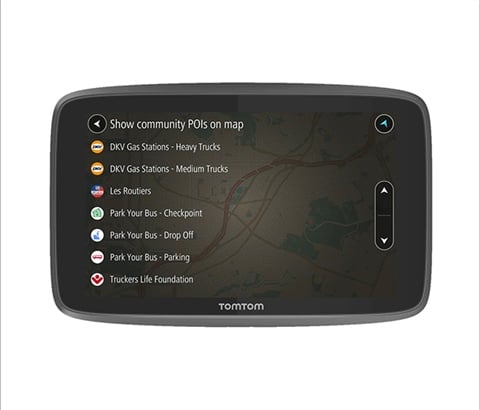 Show community POIs on map
DKV Gas Stations - Heavy Trucks
DKV Gas Stations - Medium Trucks
Les Routiers
Park Your Bus - Checkpoint
Park Your Bus - Drop Off
Park Your Bus - Parking
Truckers Life Foundation
TOMTOM